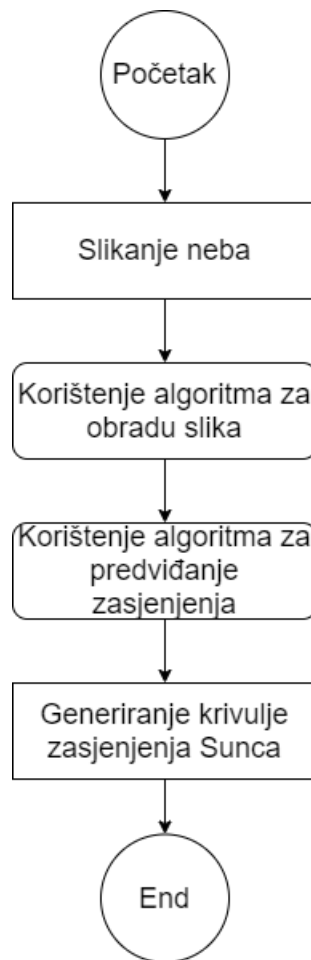 Početak
Slikanje neba
Korištenje algoritma za
obradu slika
Korištenje algoritma za
predviđanje
zasjenjenja
Generiranje krivulje
zasjenjenja Sunca
End